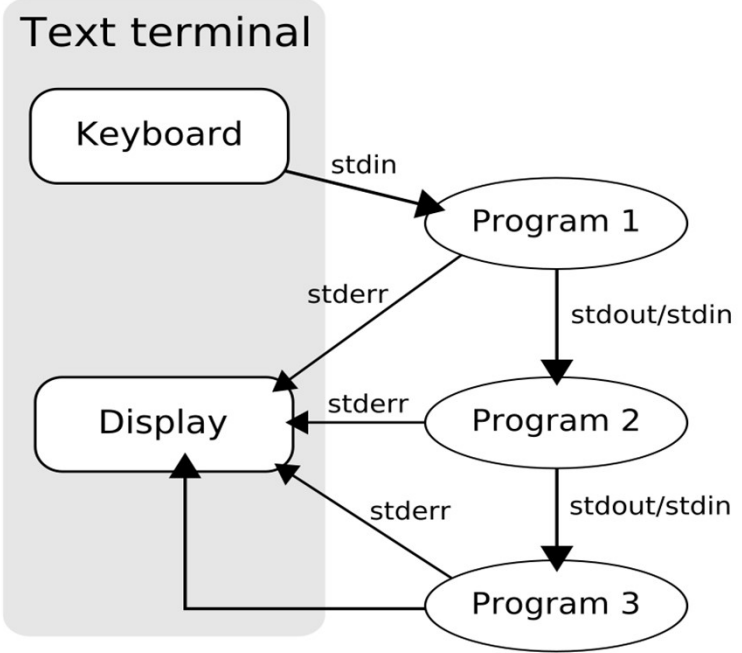 Text terminal
Keyboard
stdin
Program 1
stderr
stdout/stdin
Display
stderr
Program 2
stderr
stdout/stdin
Program 3